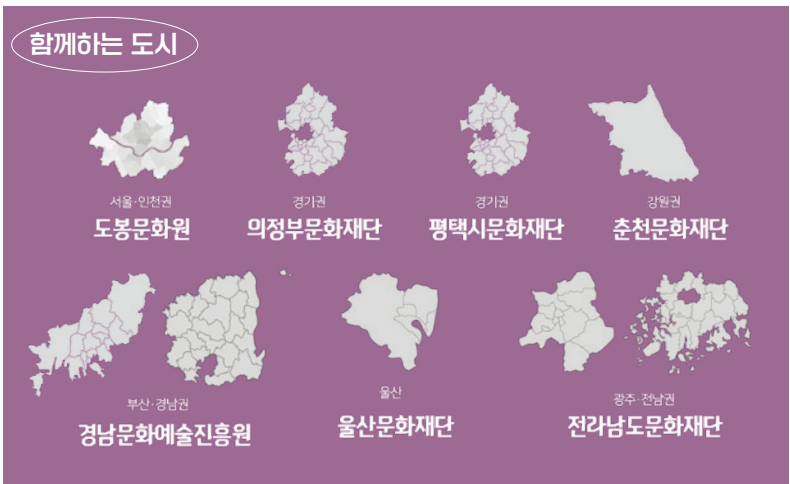 함께하는 도시
서울·인천권
도봉문화원
경기권
의정부문화재단
경기권
평택시문화재단
강원권
춘천문화재단
부산·경남권
경남문화예술진흥원
울산
울산문화재단
광주·전남권
전라남도문화재단